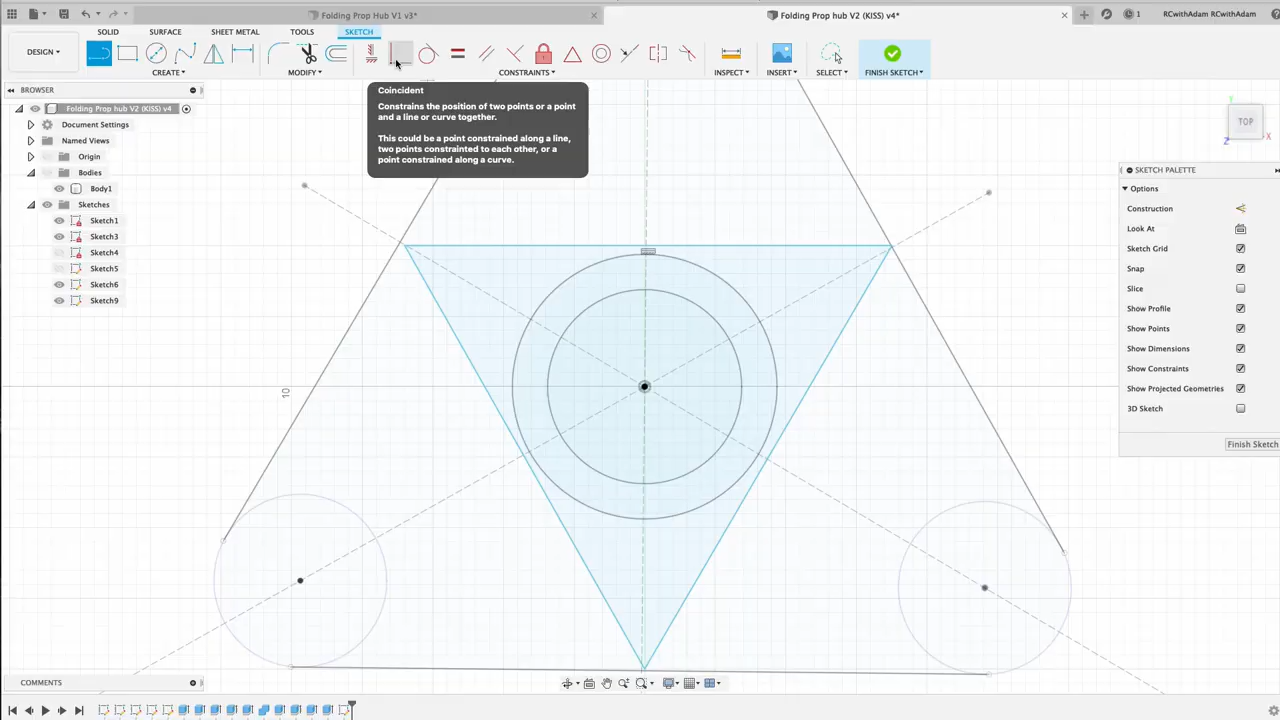 Folding Prop Hub V1 v3*
Folding Prop hub V2 (KISS) v4*
1
RCwithAdam RCwithAdam
DESIGN
SOLID
SURFACE
SHEET METAL
TOOLS
SKETCH
CREATE
MODIFY
CONSTRAINTS
INSPECT
INSERT
SELECT
FINISH SKETCH
BROWSER
Folding Prop hub V2 (KISS) v4
Document Settings
Named Views
Origin
Bodies
Body1
Sketches
Sketch1
Sketch3
Sketch4
Sketch5
Sketch6
Sketch9
Coincident
Constrains the position of two points or a point
and a line or curve together.
This could be a point constrained along a line,
two points constrainted to each other, or a
point constrained along a curve.
10
Y
TOP
X
Z
SKETCH PALETTE
Options
Construction
Look At
Sketch Grid
Snap
Slice
Show Profile
Show Points
Show Dimensions
Show Constraints
Show Projected Geometries
3D Sketch
Finish Sketch
COMMENTS